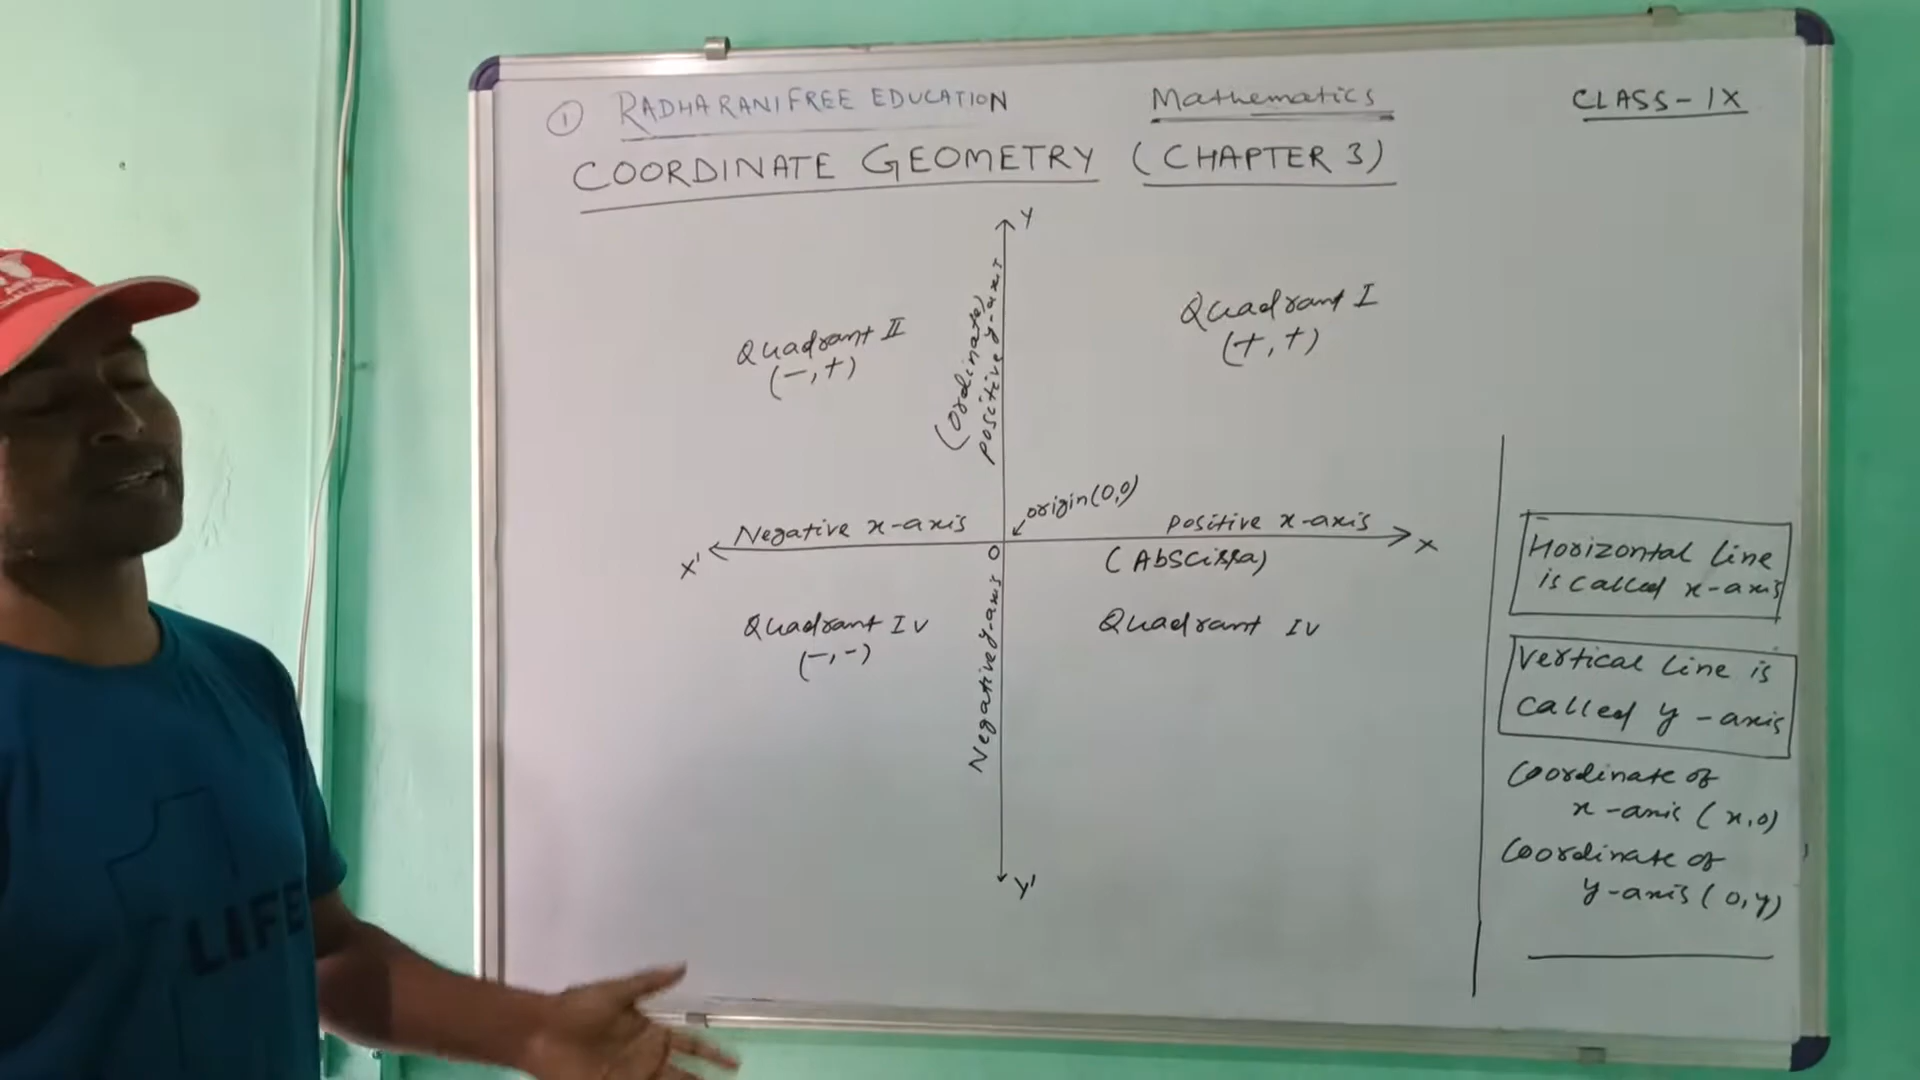 ① RADHARANI FREE EDUCATION
Mathematics
CLASS-IX
COORDINATE GEOMETRY (CHAPTER 3)
Y
Quadrant II
(-,+)
(Ordinate)
positive y-axis
Quadrant I
(+,+)
origin(0,0)
Negative x-axis
positive x-axis
X'
O
X
(Abscissa)
Quadrant IV
(-,-)
Negative y-axis
Quadrant IV
Y'
Horizontal Line
is called x-axis
Vertical Line is
called y-axis
Coordinate of
x-axis (x,0)
Coordinate of
y-axis (0,y)
LIFE